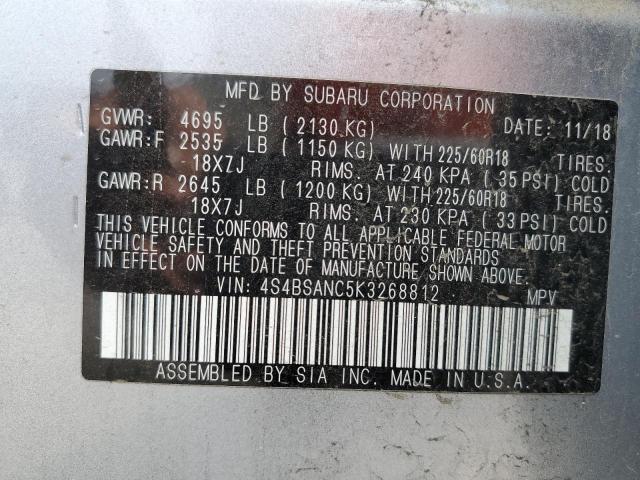 MFD BY SUBARU CORPORATION
GVWR: 4695 LB ( 2130 KG) DATE: 11/18
GAWR:F 2535 LB ( 1150 KG) WITH 225/60R18 TIRES.
18X7J RIMS. AT 240 KPA ( 35 PSI) COLD
GAWR:R 2645 LB ( 1200 KG) WITH 225/60R18 TIRES.
18X7J RIMS. AT 230 KPA ( 33 PSI) COLD
THIS VEHICLE CONFORMS TO ALL APPLICABLE FEDERAL MOTOR
VEHICLE SAFETY AND THEFT PREVENTION STANDARDS
IN EFFECT ON THE DATE OF MANUFACTURE SHOWN ABOVE.
VIN: 4S4BSANC5K3268812 MPV
ASSEMBLED BY SIA INC. MADE IN U.S.A.